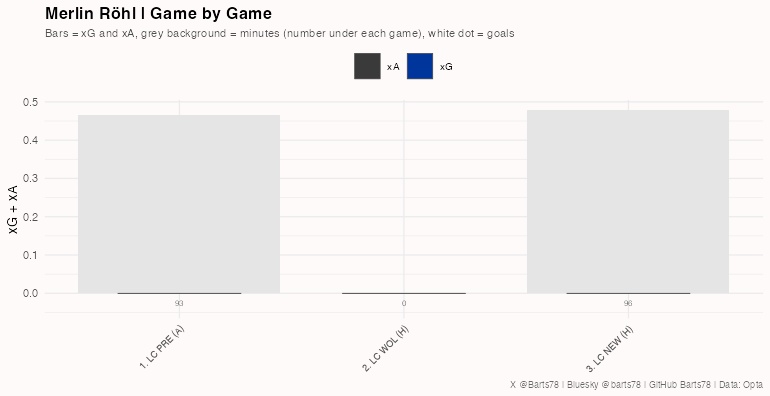 Merlin Röhl | Game by Game
Bars = xG and xA, grey background = minutes (number under each game), white dot = goals
xA
xG
xG + xA
0.5
0.4
0.3
0.2
0.1
0.0
93
0
96
1. LC PRE (A)
2. LC WOL (H)
3. LC NEW (H)
X @Barts78 | Bluesky @barts78 | GitHub Barts78 | Data: Opta